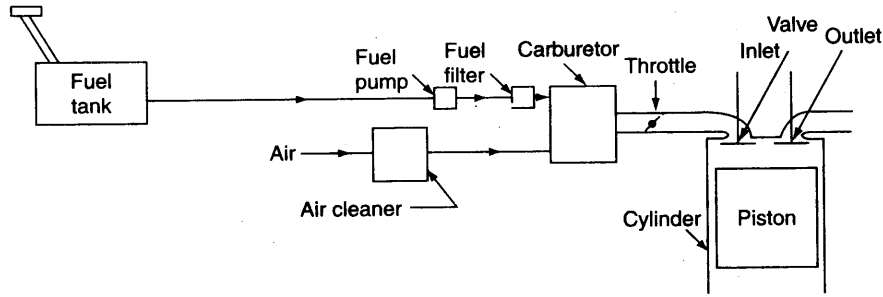 Fuel
tank
Fuel
pump
Fuel
filter
Carburetor
Throttle
Valve
Inlet
Outlet
Air
Air cleaner
Cylinder
Piston